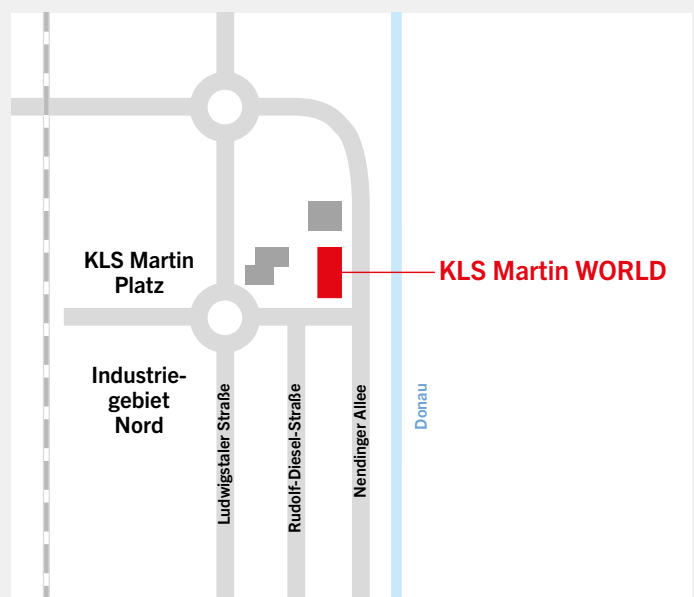 KLS Martin
Platz
KLS Martin WORLD
Industrie-
gebiet
Nord
Ludwigstaler Straße
Rudolf-Diesel-Straße
Nendinger Allee
Donau